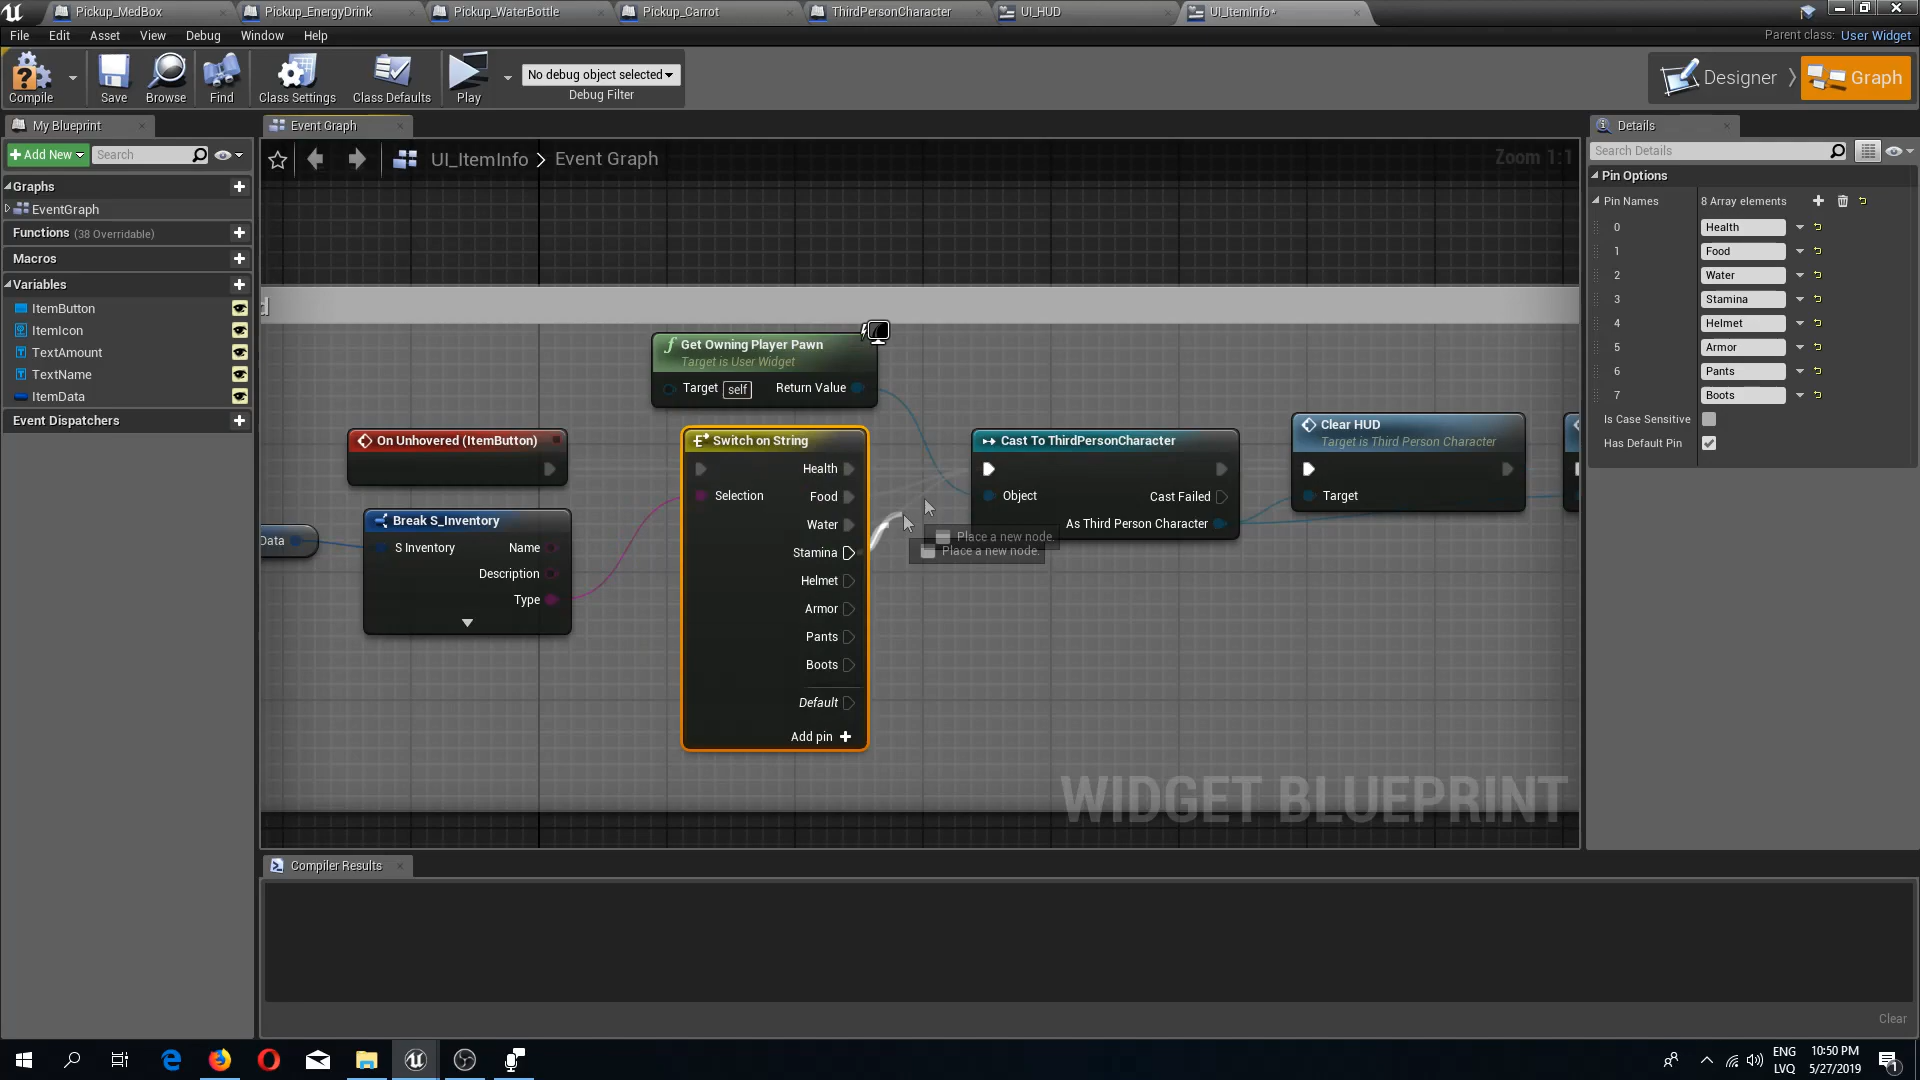 Pickup_MedBox
Pickup_EnergyDrink
Pickup_WaterBottle
Pickup_Carrot
ThirdPersonCharacter
UI_HUD
UI_ItemInfo*
File
Edit
Asset
View
Debug
Window
Help
Parent class: User Widget
Compile
Save
Browse
Find
Class Settings
Class Defaults
Play
No debug object selected
Debug Filter
Designer
Graph
My Blueprint
Event Graph
Details
Add New
Search
UI_ItemInfo > Event Graph
Zoom 1:1
Search Details
Graphs
EventGraph
Functions (38 Overridable)
Macros
Variables
ItemButton
ItemIcon
TextAmount
TextName
ItemData
Event Dispatchers
Pin Options
Pin Names
8 Array elements
0 Health
1 Food
2 Water
3 Stamina
4 Helmet
5 Armor
6 Pants
7 Boots
Is Case Sensitive
Has Default Pin
d
f Get Owning Player Pawn
Target is User Widget
Target self Return Value
On Unhovered (ItemButton)
Data
Break S_Inventory
S Inventory Name
Description
Type
Switch on String
Health
Selection Food
Water
Stamina
Helmet
Armor
Pants
Boots
Default
Add pin
Cast To ThirdPersonCharacter
Object Cast Failed
As Third Person Character
Place a new node.
Place a new node.
Clear HUD
Target is Third Person Character
Target
WIDGET BLUEPRINT
Compiler Results
Clear
ENG
LVQ
10:50 PM
5/27/2019
1